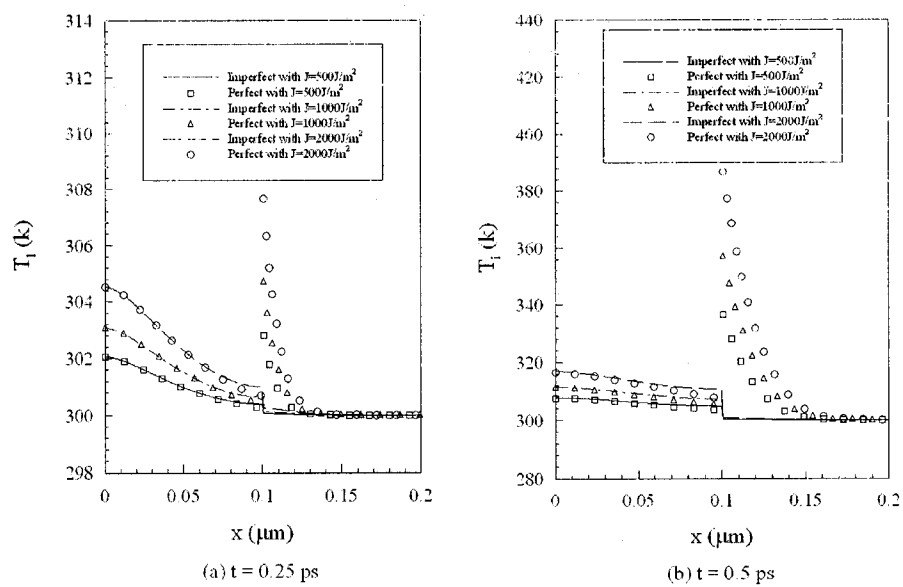 314
312
310
308
306
304
302
300
298
T₁ (k)
Imperfect with J=500J/m²
Perfect with J=500J/m²
Imperfect with J=1000J/m²
Perfect with J=1000J/m²
Imperfect with J=2000J/m²
Perfect with J=2000J/m²
0 0.05 0.1 0.15 0.2
x (μm)
(a) t = 0.25 ps
440
420
400
380
360
340
320
300
280
T₁ (k)
Imperfect with J=500J/m²
Perfect with J=500J/m²
Imperfect with J=1000J/m²
Perfect with J=1000J/m²
Imperfect with J=2000J/m²
Perfect with J=2000J/m²
0 0.05 0.1 0.15 0.2
x (μm)
(b) t = 0.5 ps